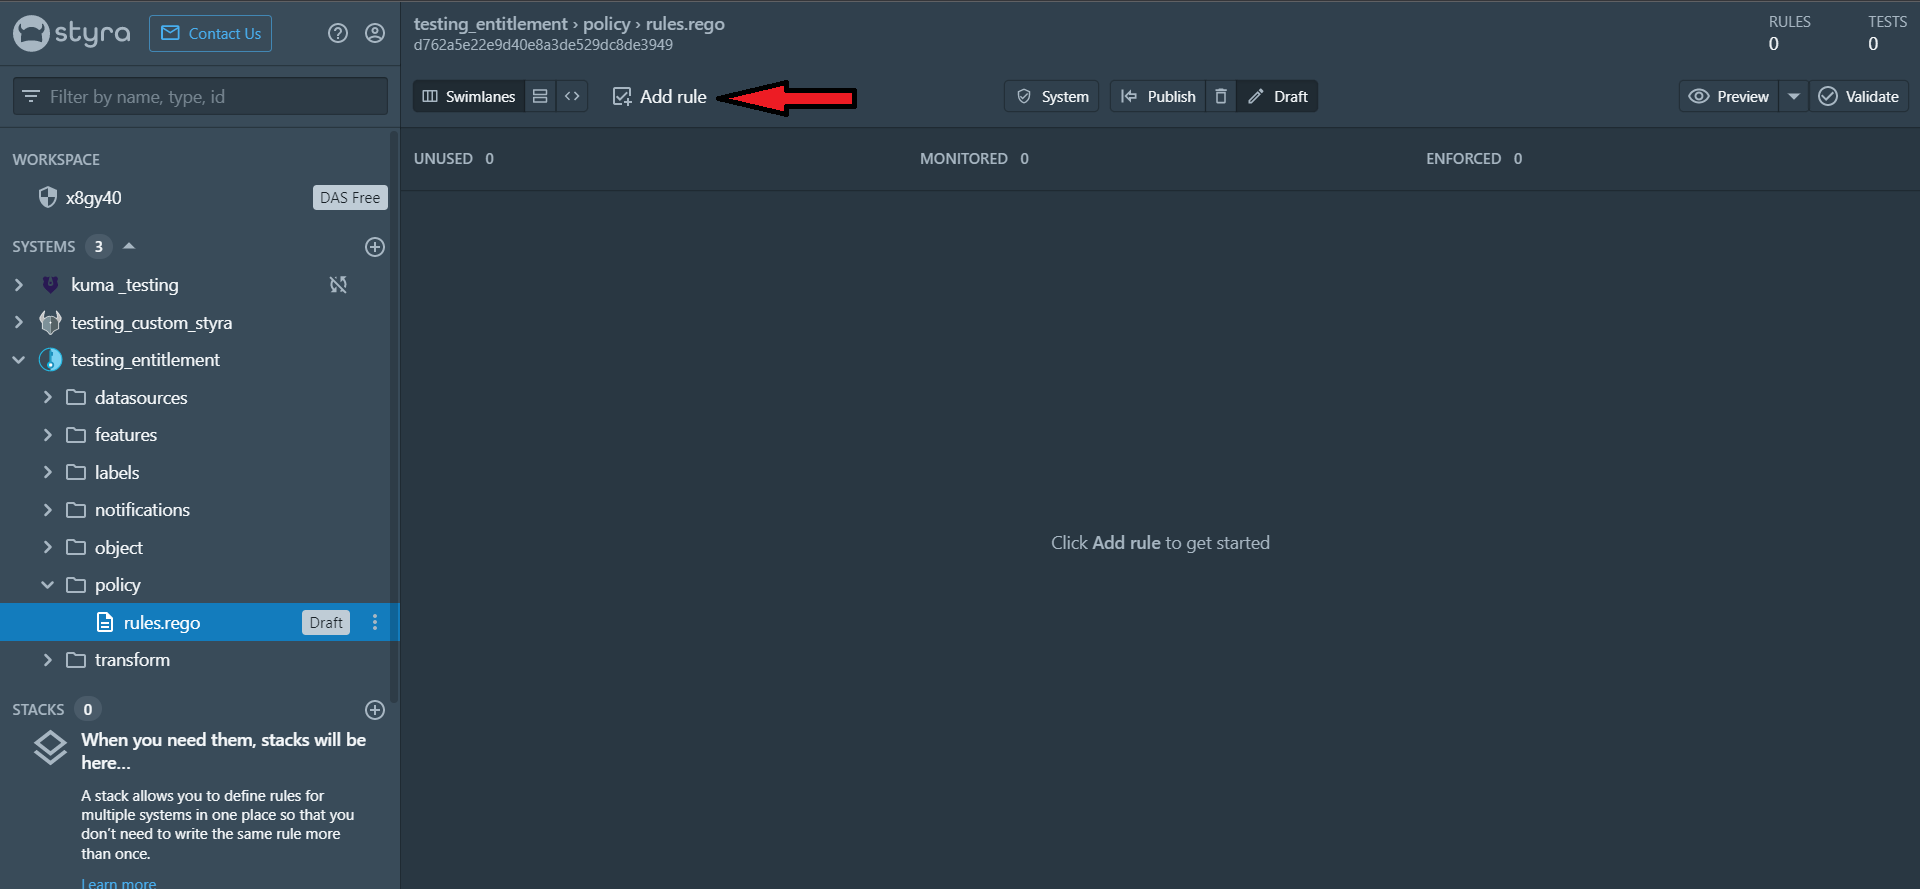 styra
Contact Us
Filter by name, type, id
WORKSPACE
x8gy40
DAS Free
SYSTEMS 3
kuma _testing
testing_custom_styra
testing_entitlement
datasources
features
labels
notifications
object
policy
rules.rego
Draft
transform
STACKS 0
When you need them, stacks will be
here...
A stack allows you to define rules for
multiple systems in one place so that you
don't need to write the same rule more
than once.
Learn more
testing_entitlement › policy › rules.rego
d762a5e22e9d40e8a3de529dc8de3949
RULES
0
TESTS
0
Swimlanes
Add rule
System
Publish
Draft
Preview
Validate
UNUSED 0
MONITORED 0
ENFORCED 0
Click Add rule to get started